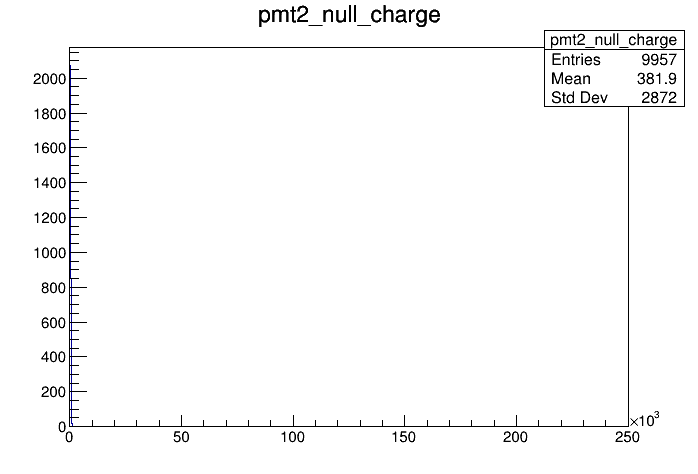 pmt2_null_charge
pmt2_null_charge
Entries 9957
Mean 381.9
Std Dev 2872
2000
1800
1600
1400
1200
1000
800
600
400
200
0
0 50 100 150 200 250
×10³